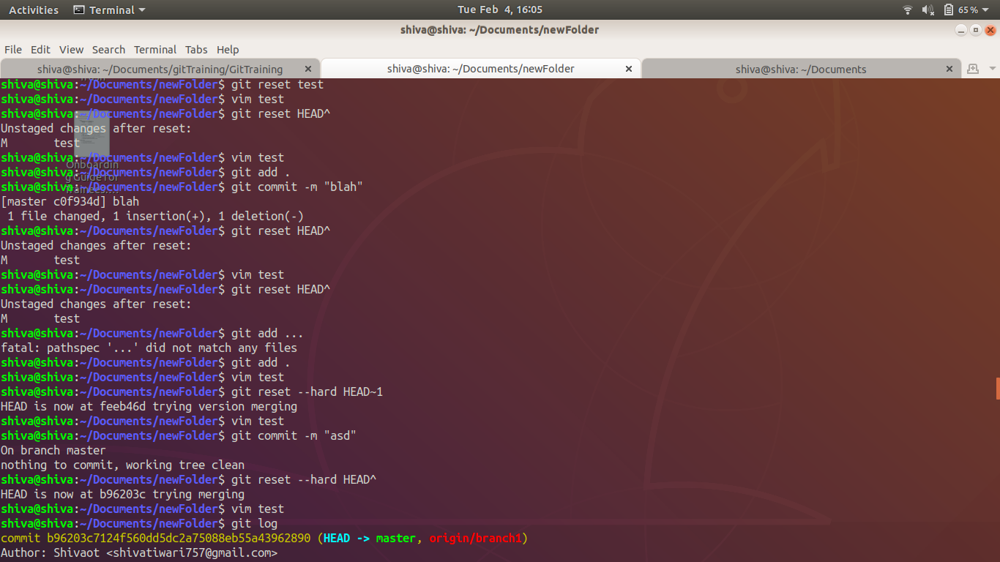 Activities Terminal Tue Feb 4, 16:05 65%
shiva@shiva: ~/Documents/newFolder
File Edit View Search Terminal Tabs Help
shiva@shiva: ~/Documents/gitTraining/GitTraining shiva@shiva: ~/Documents/newFolder shiva@shiva: ~/Documents
shiva@shiva:~/Documents/newFolder$ git reset test
shiva@shiva:~/Documents/newFolder$ vim test
shiva@shiva:~/Documents/newFolder$ git reset HEAD^
Unstaged changes after reset:
M       test
shiva@shiva:~/Documents/newFolder$ vim test
Onboardin
shiva@shiva:~/Documents/newFolder$ git add .
g Guide for
shiva@shiva:~/Documents/newFolder$ git commit -m "blah"
Trainees....
[master c0f934d] blah
 1 file changed, 1 insertion(+), 1 deletion(-)
shiva@shiva:~/Documents/newFolder$ git reset HEAD^
Unstaged changes after reset:
M       test
shiva@shiva:~/Documents/newFolder$ vim test
shiva@shiva:~/Documents/newFolder$ git reset HEAD^
Unstaged changes after reset:
M       test
shiva@shiva:~/Documents/newFolder$ git add ...
fatal: pathspec '...' did not match any files
shiva@shiva:~/Documents/newFolder$ git add .
shiva@shiva:~/Documents/newFolder$ vim test
shiva@shiva:~/Documents/newFolder$ git reset --hard HEAD~1
HEAD is now at feeb46d trying version merging
shiva@shiva:~/Documents/newFolder$ vim test
shiva@shiva:~/Documents/newFolder$ git commit -m "asd"
On branch master
nothing to commit, working tree clean
shiva@shiva:~/Documents/newFolder$ git reset --hard HEAD^
HEAD is now at b96203c trying merging
shiva@shiva:~/Documents/newFolder$ vim test
shiva@shiva:~/Documents/newFolder$ git log
commit b96203c7124f560dd5dc2a75088eb55a43962890 (HEAD -> master, origin/branch1)
Author: Shivaot <shivatiwari757@gmail.com>